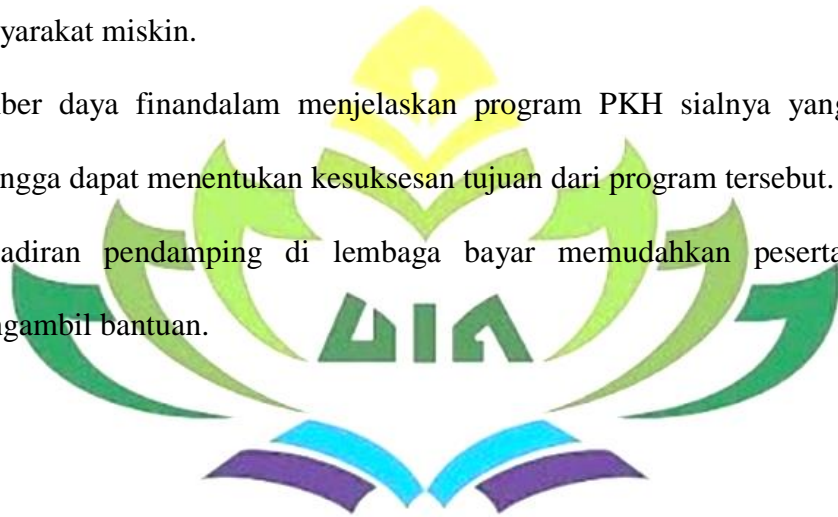 yarakat miskin.
ber daya finandalam menjelaskan program PKH sialnya yang
ngga dapat menentukan kesuksesan tujuan dari program tersebut.
adiran pendamping di lembaga bayar memudahkan peserta
ngambil bantuan.
UIN